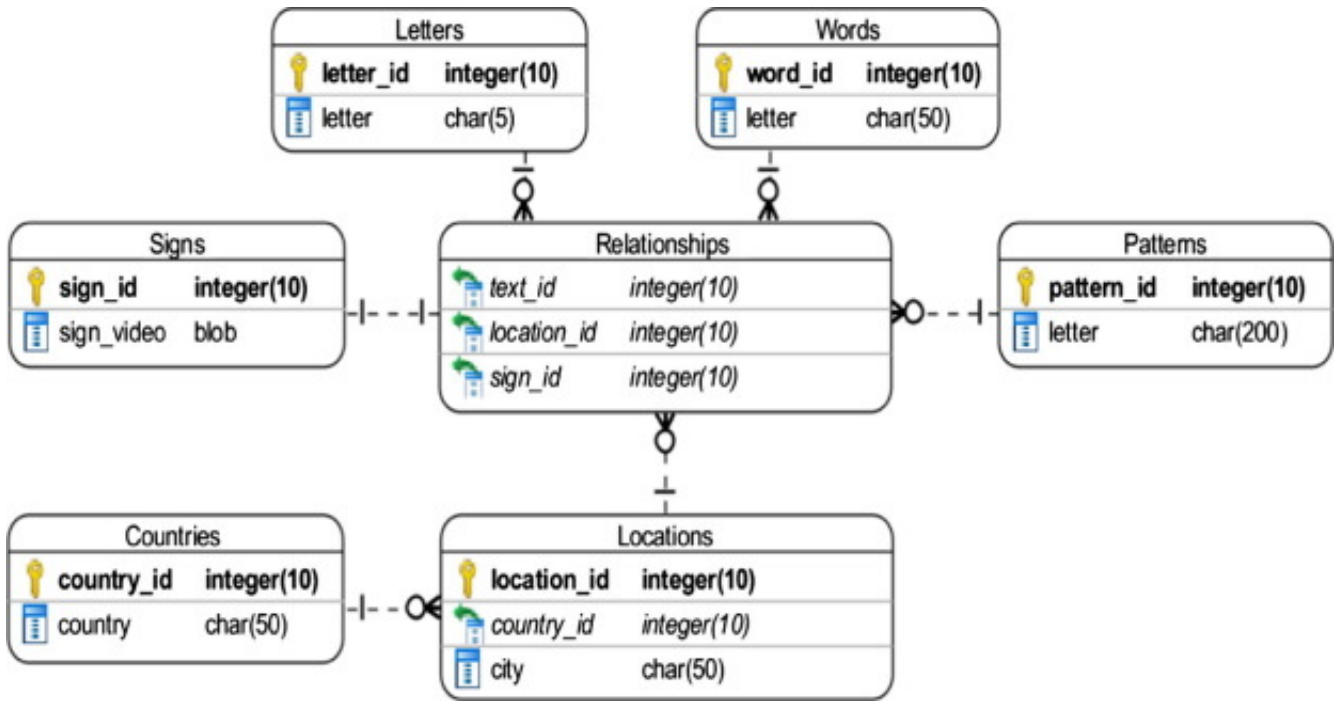 Letters
letter_id integer(10)
letter char(5)
Words
word_id integer(10)
letter char(50)
Signs
sign_id integer(10)
sign_video blob
Relationships
text_id integer(10)
location_id integer(10)
sign_id integer(10)
Patterns
pattern_id integer(10)
letter char(200)
Countries
country_id integer(10)
country char(50)
Locations
location_id integer(10)
country_id integer(10)
city char(50)